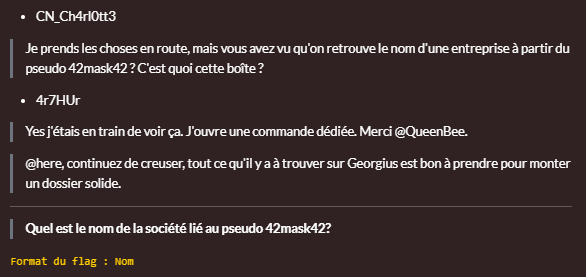 CN_Ch4rl0tt3
Je prends les choses en route, mais vous avez vu qu'on retrouve le nom d'une entreprise à partir du
pseudo 42mask42 ? C'est quoi cette boîte ?
4r7HUr
Yes j'étais en train de voir ça. J'ouvre une commande dédiée. Merci @QueenBee.
@here, continuez de creuser, tout ce qu'il y a à trouver sur Georgius est bon à prendre pour monter
un dossier solide.
Quel est le nom de la société lié au pseudo 42mask42?
Format du flag : Nom